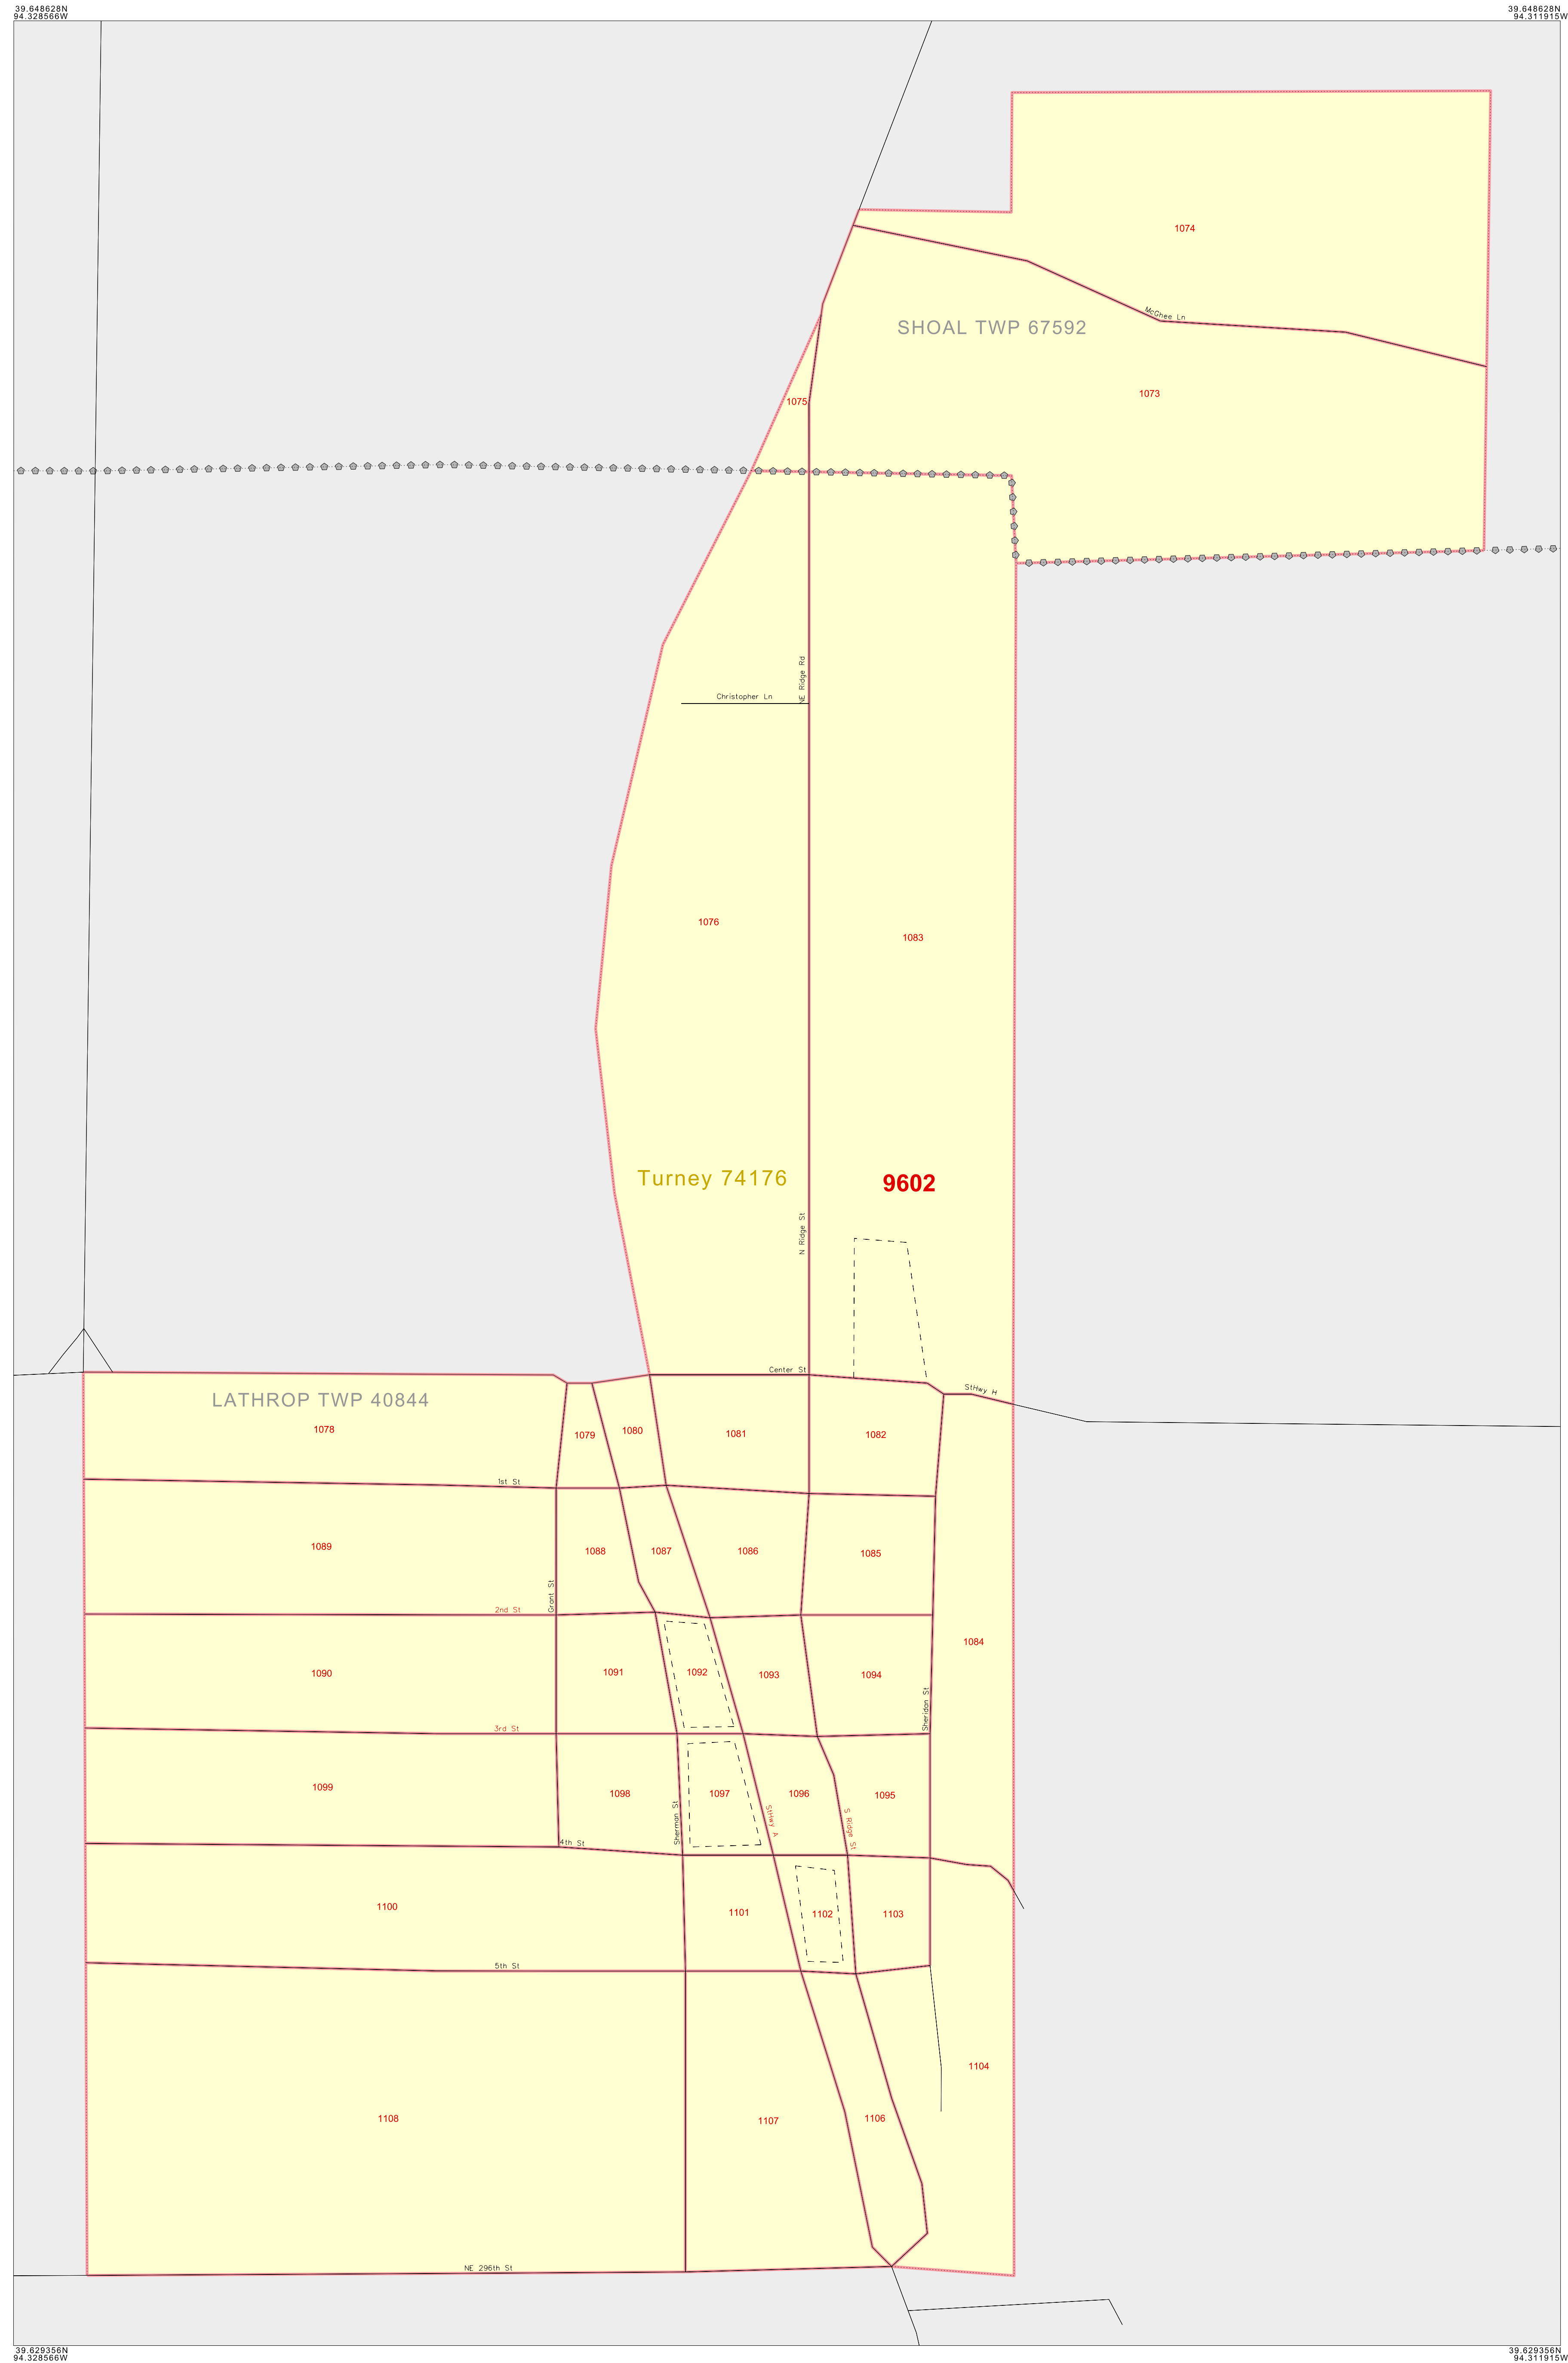 39.648628N
94.328566W
39.648628N
94.311915W
1074
McGhee Ln
SHOAL TWP 67592
1073
1075
NE Ridge Rd
Christopher Ln
1076
1083
Turney 74176
9602
N Ridge St
Center St
StHwy H
LATHROP TWP 40844
1078
1079
1080
1081
1082
1st St
1089
1088
1087
1086
1085
Grant St
2nd St
1084
1090
1091
1092
1093
1094
Sheridan St
3rd St
1099
1098
1097
1096
1095
Sherman St
StHwy A
S Ridge St
4th St
1100
1101
1102
1103
5th St
1104
1108
1107
1106
NE 296th St
39.629356N
94.328566W
39.629356N
94.311915W